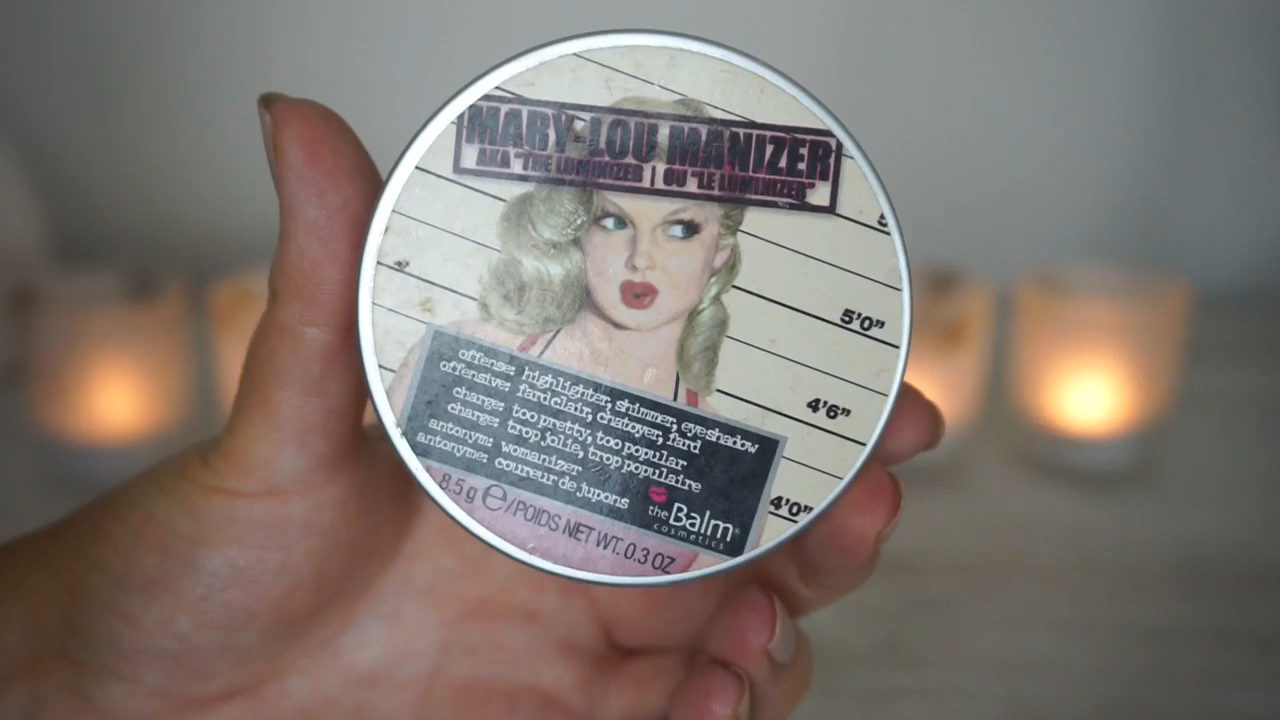 MARY-LOU MANIZER
AKA "THE LUMINIZER | OU "LE LUMINIZER"
5'0"
4'6"
4'0"
offense: highlighter, shimmer, eyeshadow
offensive: fard clair, chatoyer, fard
charge: too pretty, too popular
charge: trop jolie, trop populaire
antonym: womanizer
antonyme: coureur de jupons
theBalm®
cosmetics
8.5 g e/POIDS NET WT. 0.3 OZ